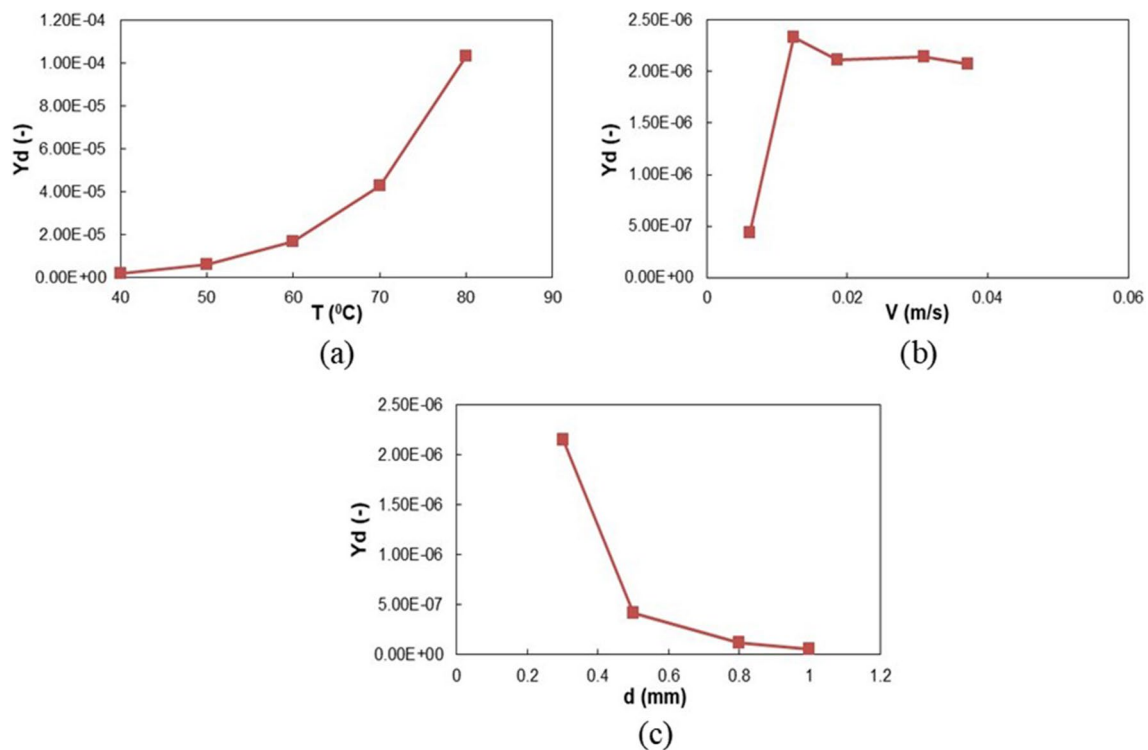 1.20E-04
1.00E-04
8.00E-05
6.00E-05
4.00E-05
2.00E-05
0.00E+00
Yd (-)
40 50 60 70 80 90
T (⁰C)
(a)
2.50E-06
2.00E-06
1.50E-06
1.00E-06
5.00E-07
0.00E+00
Yd (-)
0 0.02 0.04 0.06
V (m/s)
(b)
2.50E-06
2.00E-06
1.50E-06
1.00E-06
5.00E-07
0.00E+00
Yd (-)
0 0.2 0.4 0.6 0.8 1 1.2
d (mm)
(c)